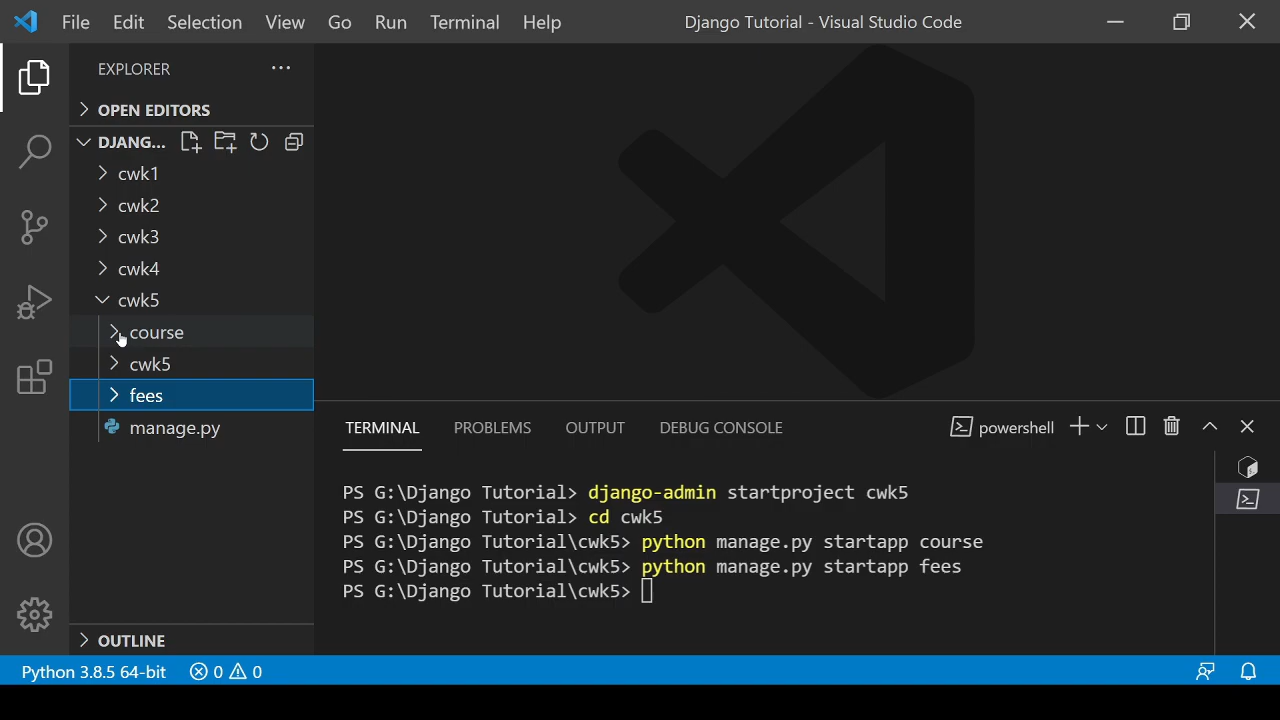 File Edit Selection View Go Run Terminal Help Django Tutorial - Visual Studio Code
EXPLORER
OPEN EDITORS
DJANG...
cwk1
cwk2
cwk3
cwk4
cwk5
course
cwk5
fees
manage.py
OUTLINE
TERMINAL PROBLEMS OUTPUT DEBUG CONSOLE powershell
PS G:\Django Tutorial> django-admin startproject cwk5
PS G:\Django Tutorial> cd cwk5
PS G:\Django Tutorial\cwk5> python manage.py startapp course
PS G:\Django Tutorial\cwk5> python manage.py startapp fees
PS G:\Django Tutorial\cwk5>
Python 3.8.5 64-bit 0 0